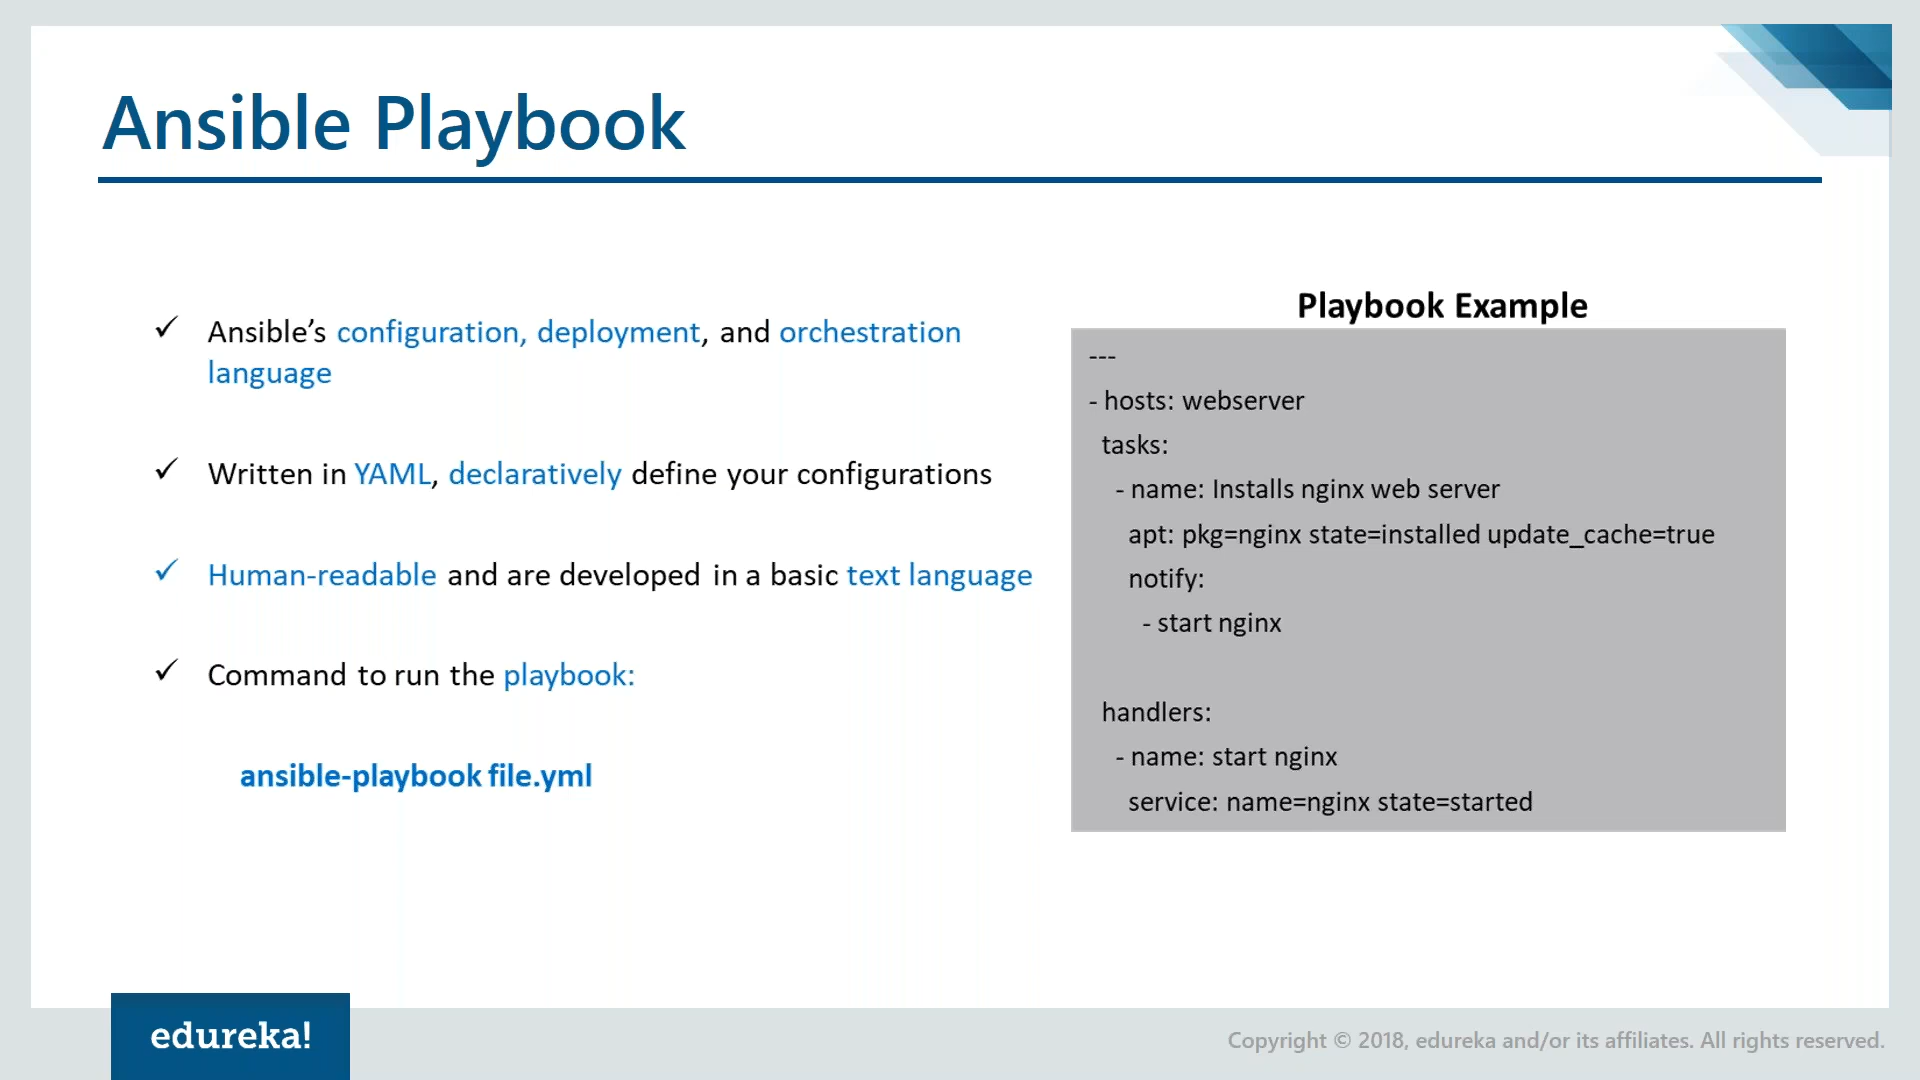 Ansible Playbook
Ansible’s configuration, deployment, and orchestration
language
Written in YAML, declaratively define your configurations
Human-readable and are developed in a basic text language
Command to run the playbook:
ansible-playbook file.yml
Playbook Example
---
- hosts: webserver
tasks:
- name: Installs nginx web server
apt: pkg=nginx state=installed update_cache=true
notify:
- start nginx
handlers:
- name: start nginx
service: name=nginx state=started
edureka!
Copyright © 2018, edureka and/or its affiliates. All rights reserved.